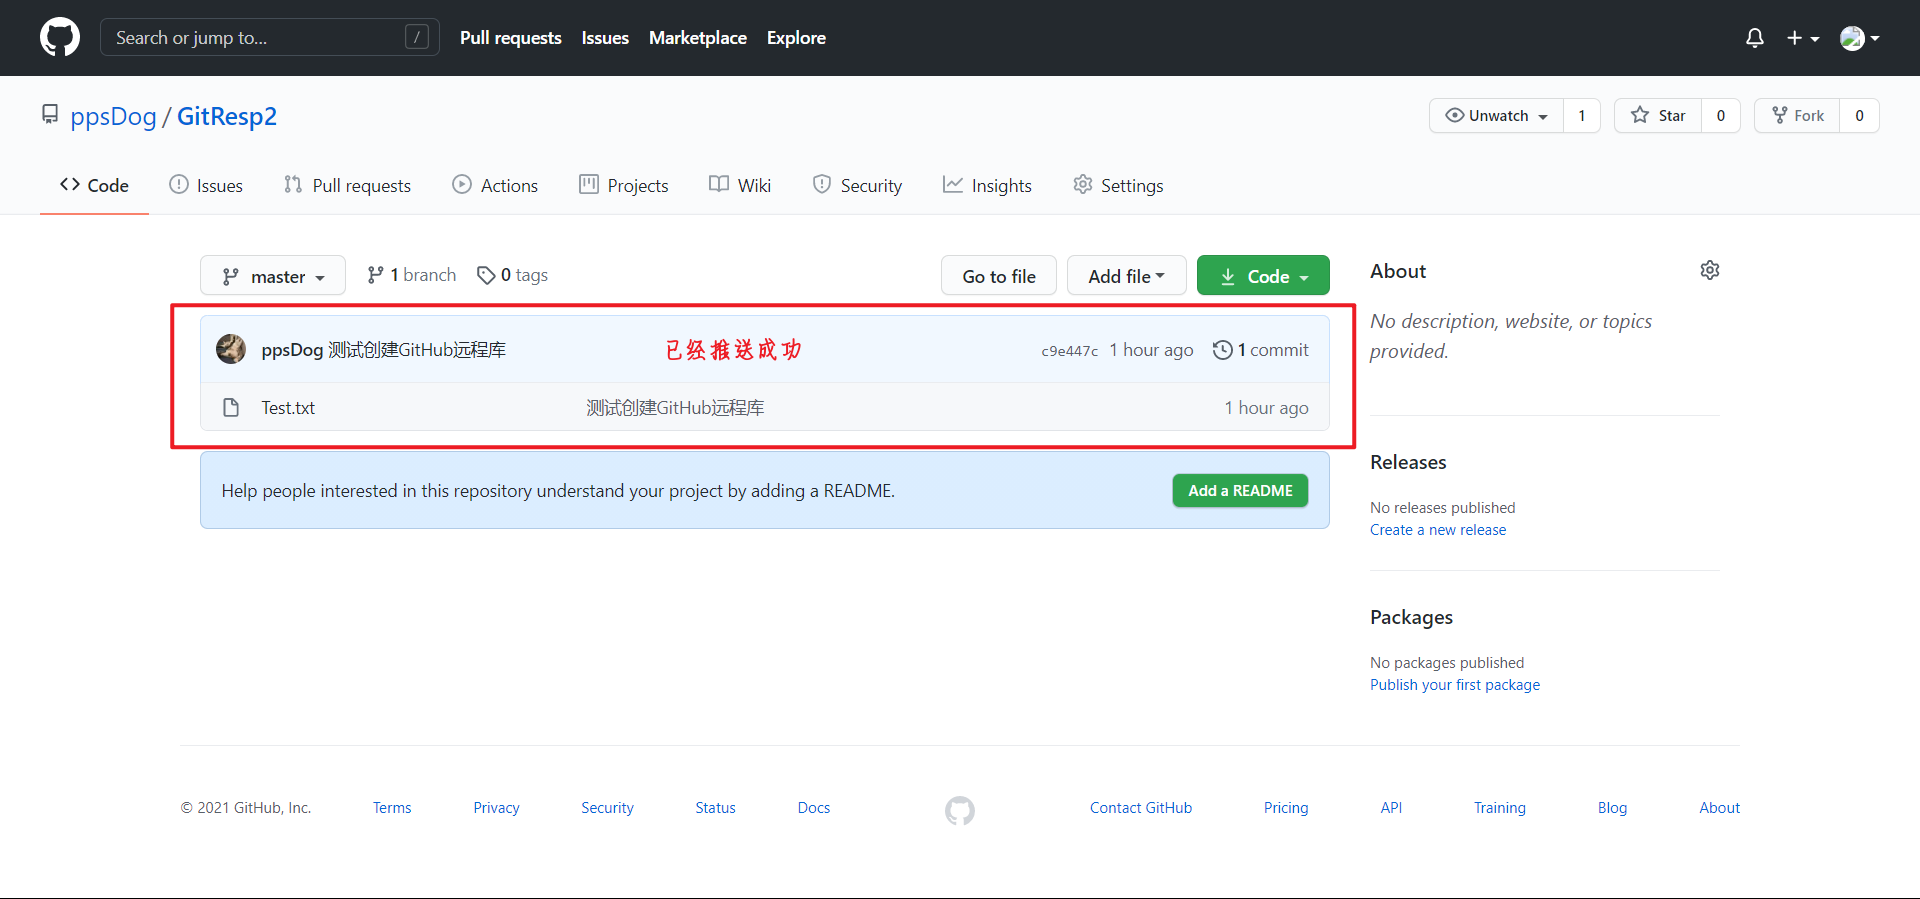 Search or jump to... /
Pull requests Issues Marketplace Explore
ppsDog / GitResp2
Unwatch 1 Star 0 Fork 0
Code Issues Pull requests Actions Projects Wiki Security Insights Settings
master 1 branch 0 tags
Go to file Add file Code
ppsDog 测试创建GitHub远程库 已经推送成功 c9e447c 1 hour ago 1 commit
Test.txt 测试创建GitHub远程库 1 hour ago
Help people interested in this repository understand your project by adding a README. Add a README
About
No description, website, or topics
provided.
Releases
No releases published
Create a new release
Packages
No packages published
Publish your first package
© 2021 GitHub, Inc. Terms Privacy Security Status Docs Contact GitHub Pricing API Training Blog About